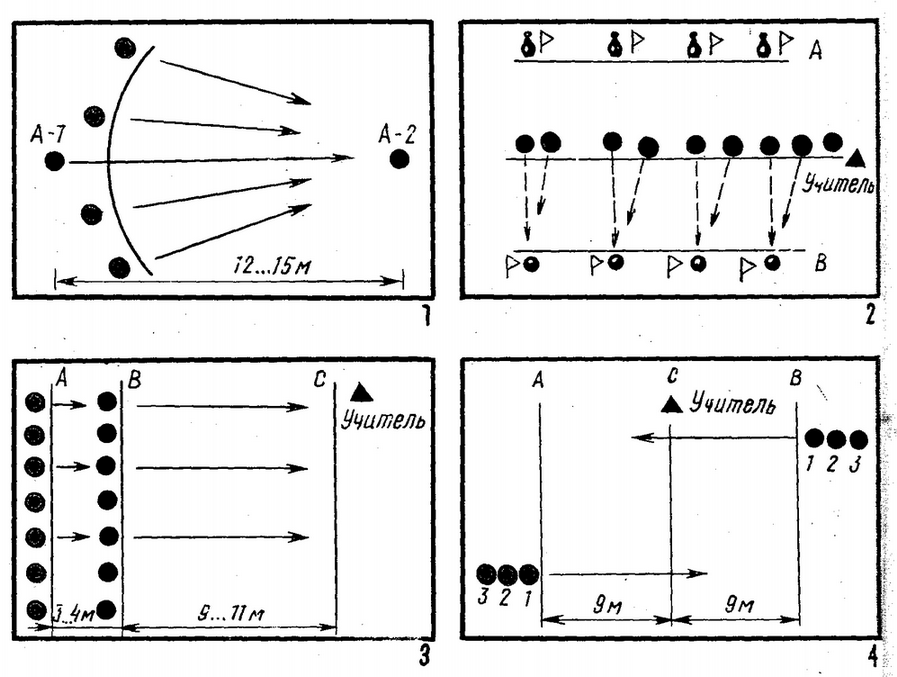 А-7
А-2
12...15м
1
А
Учитель
В
2
А
В
С
Учитель
3...4м
9...11м
3
А
С
В
Учитель
1 2 3
3 2 1
9м
9м
4